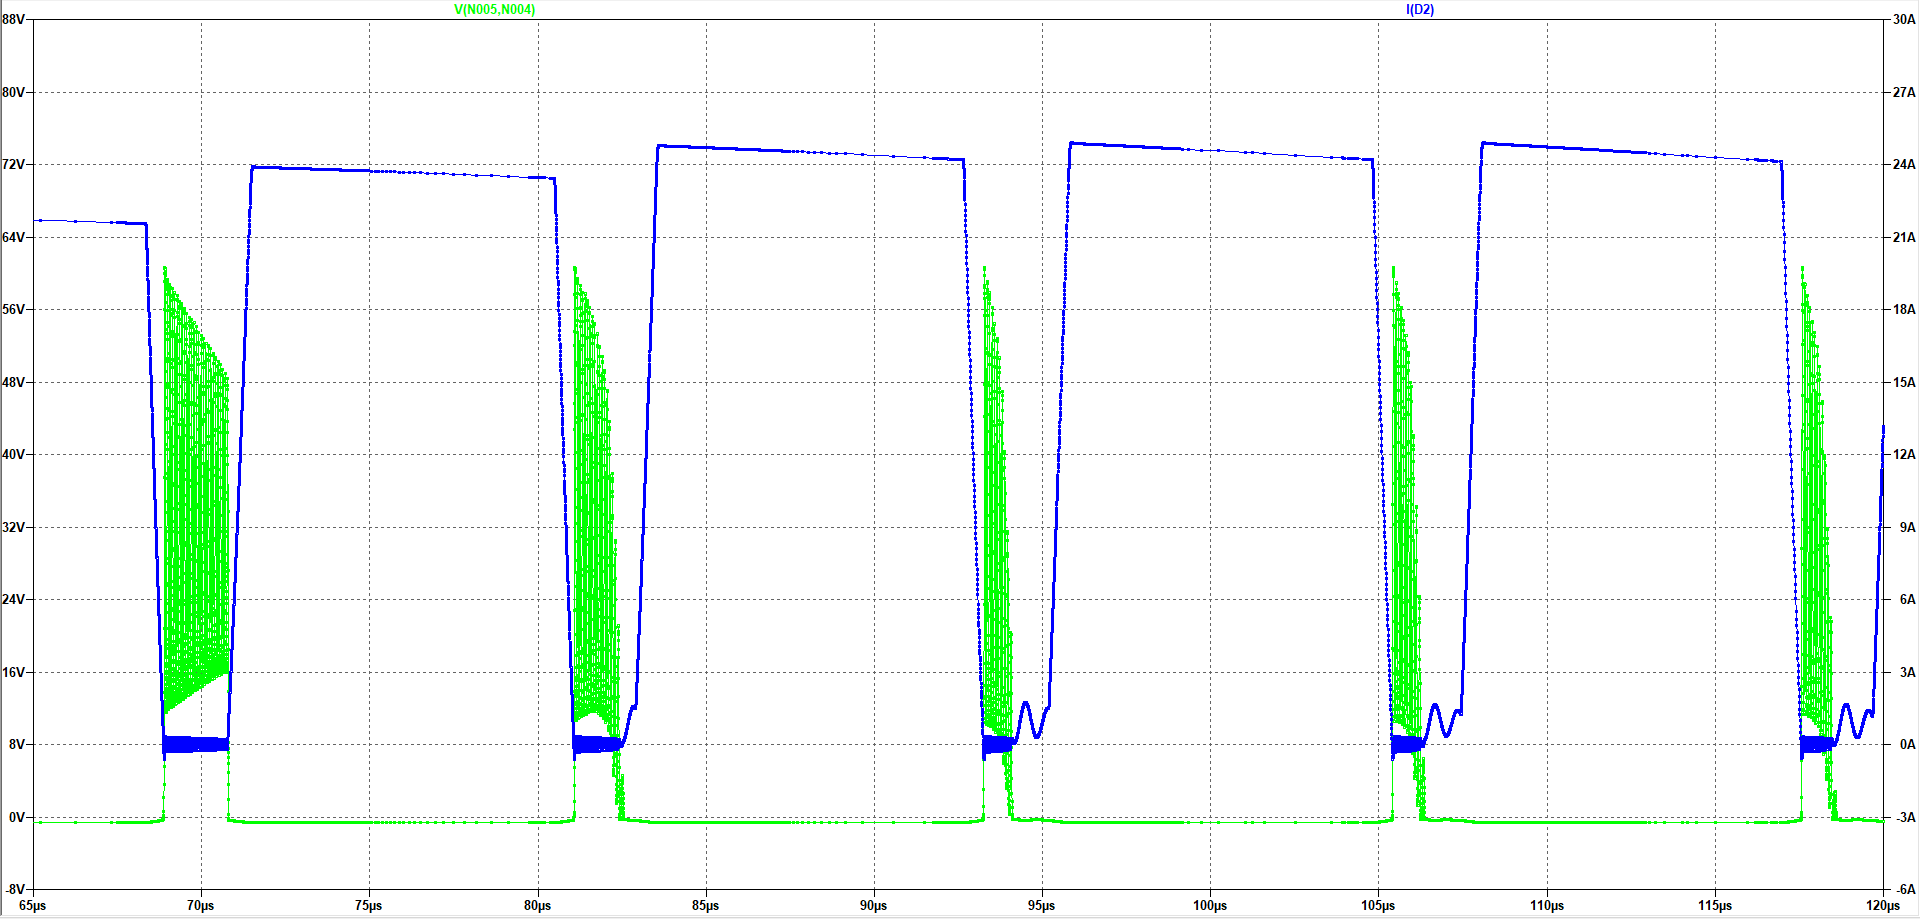 V(N005,N004) I(D2)
88V 30A
80V 27A
72V 24A
64V 21A
56V 18A
48V 15A
40V 12A
32V 9A
24V 6A
16V 3A
8V 0A
0V -3A
-8V -6A
65µs 70µs 75µs 80µs 85µs 90µs 95µs 100µs 105µs 110µs 115µs 120µs